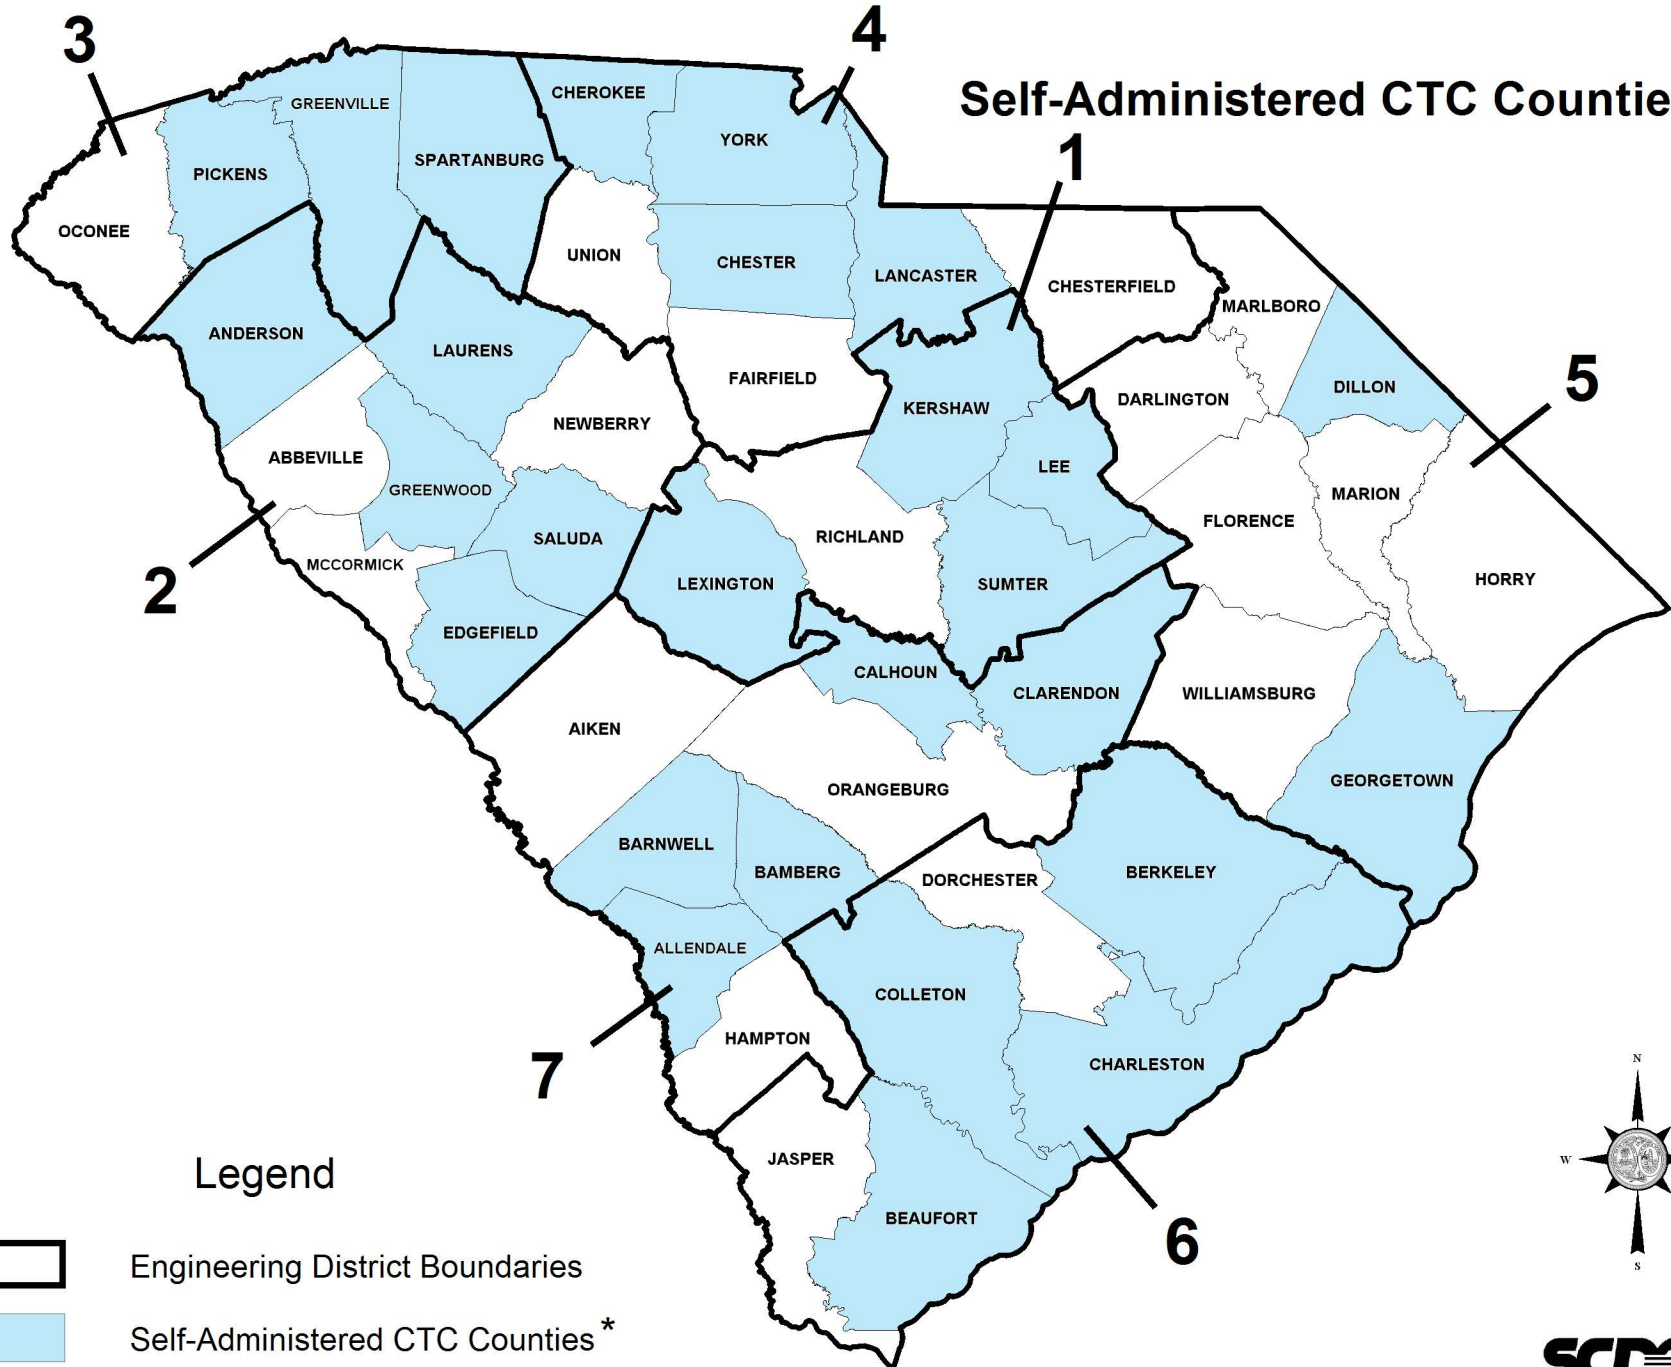 3
4
Self-Administered CTC Countie
1
CHEROKEE
GREENVILLE
YORK
SPARTANBURG
PICKENS
OCONEE
UNION
CHESTER
LANCASTER
CHESTERFIELD
MARLBORO
ANDERSON
LAURENS
FAIRFIELD
DILLON
5
DARLINGTON
KERSHAW
NEWBERRY
ABBEVILLE
LEE
GREENWOOD
MARION
FLORENCE
RICHLAND
SALUDA
MCCORMICK
2
LEXINGTON
SUMTER
HORRY
EDGEFIELD
CALHOUN
CLARENDON
WILLIAMSBURG
AIKEN
GEORGETOWN
ORANGEBURG
BARNWELL
BAMBERG
DORCHESTER
BERKELEY
ALLENDALE
COLLETON
HAMPTON
7
CHARLESTON
N
JASPER
W
Legend
BEAUFORT
6
S
Engineering District Boundaries
Self-Administered CTC Counties *